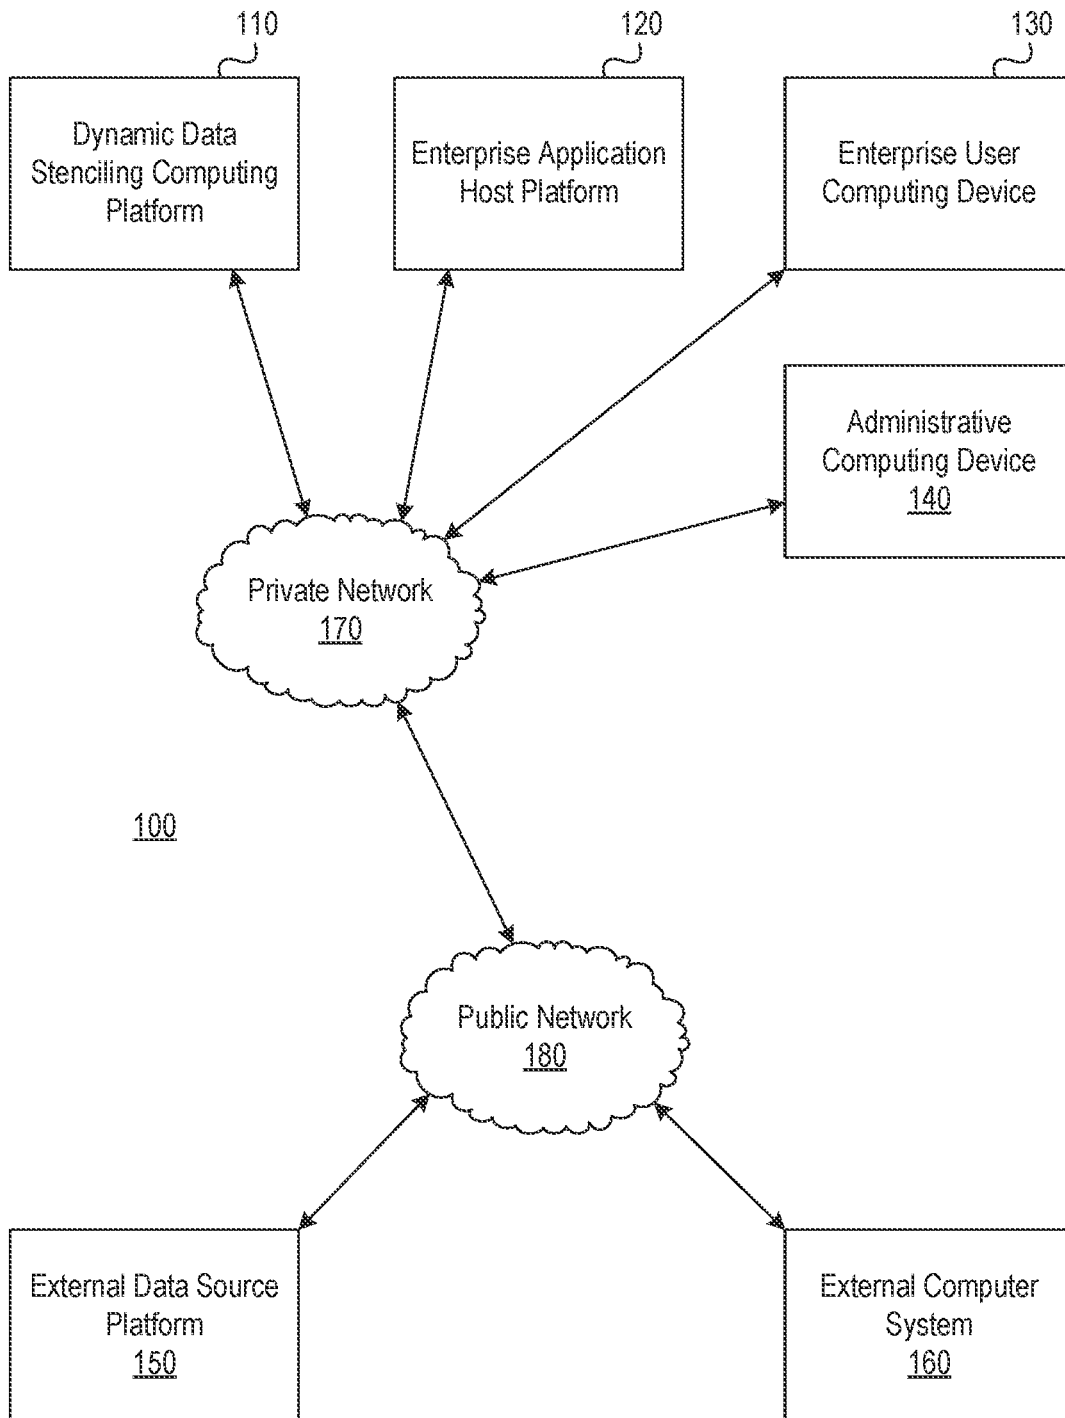 110
120
130
Dynamic Data
Stenciling Computing
Platform
Enterprise Application
Host Platform
Enterprise User
Computing Device
Administrative
Computing Device
140
Private Network
170
100
Public Network
180
External Data Source
Platform
150
External Computer
System
160